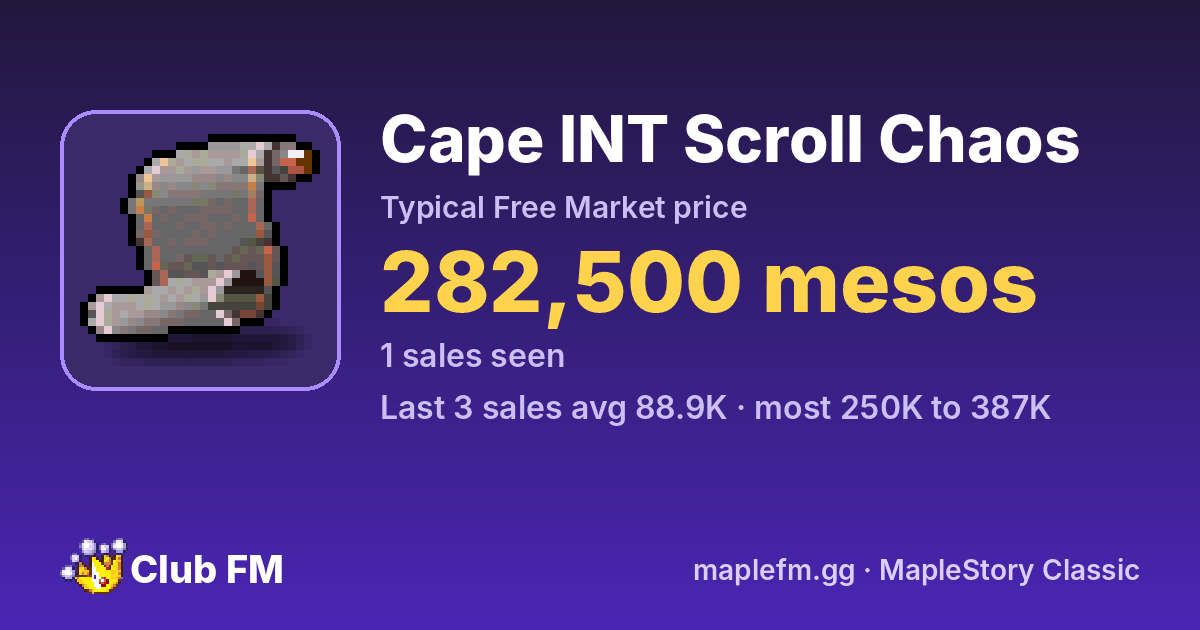 Cape INT Scroll Chaos
Typical Free Market price
282,500 mesos
1 sales seen
Last 3 sales avg 88.9K · most 250K to 387K
Club FM
maplefm.gg · MapleStory Classic